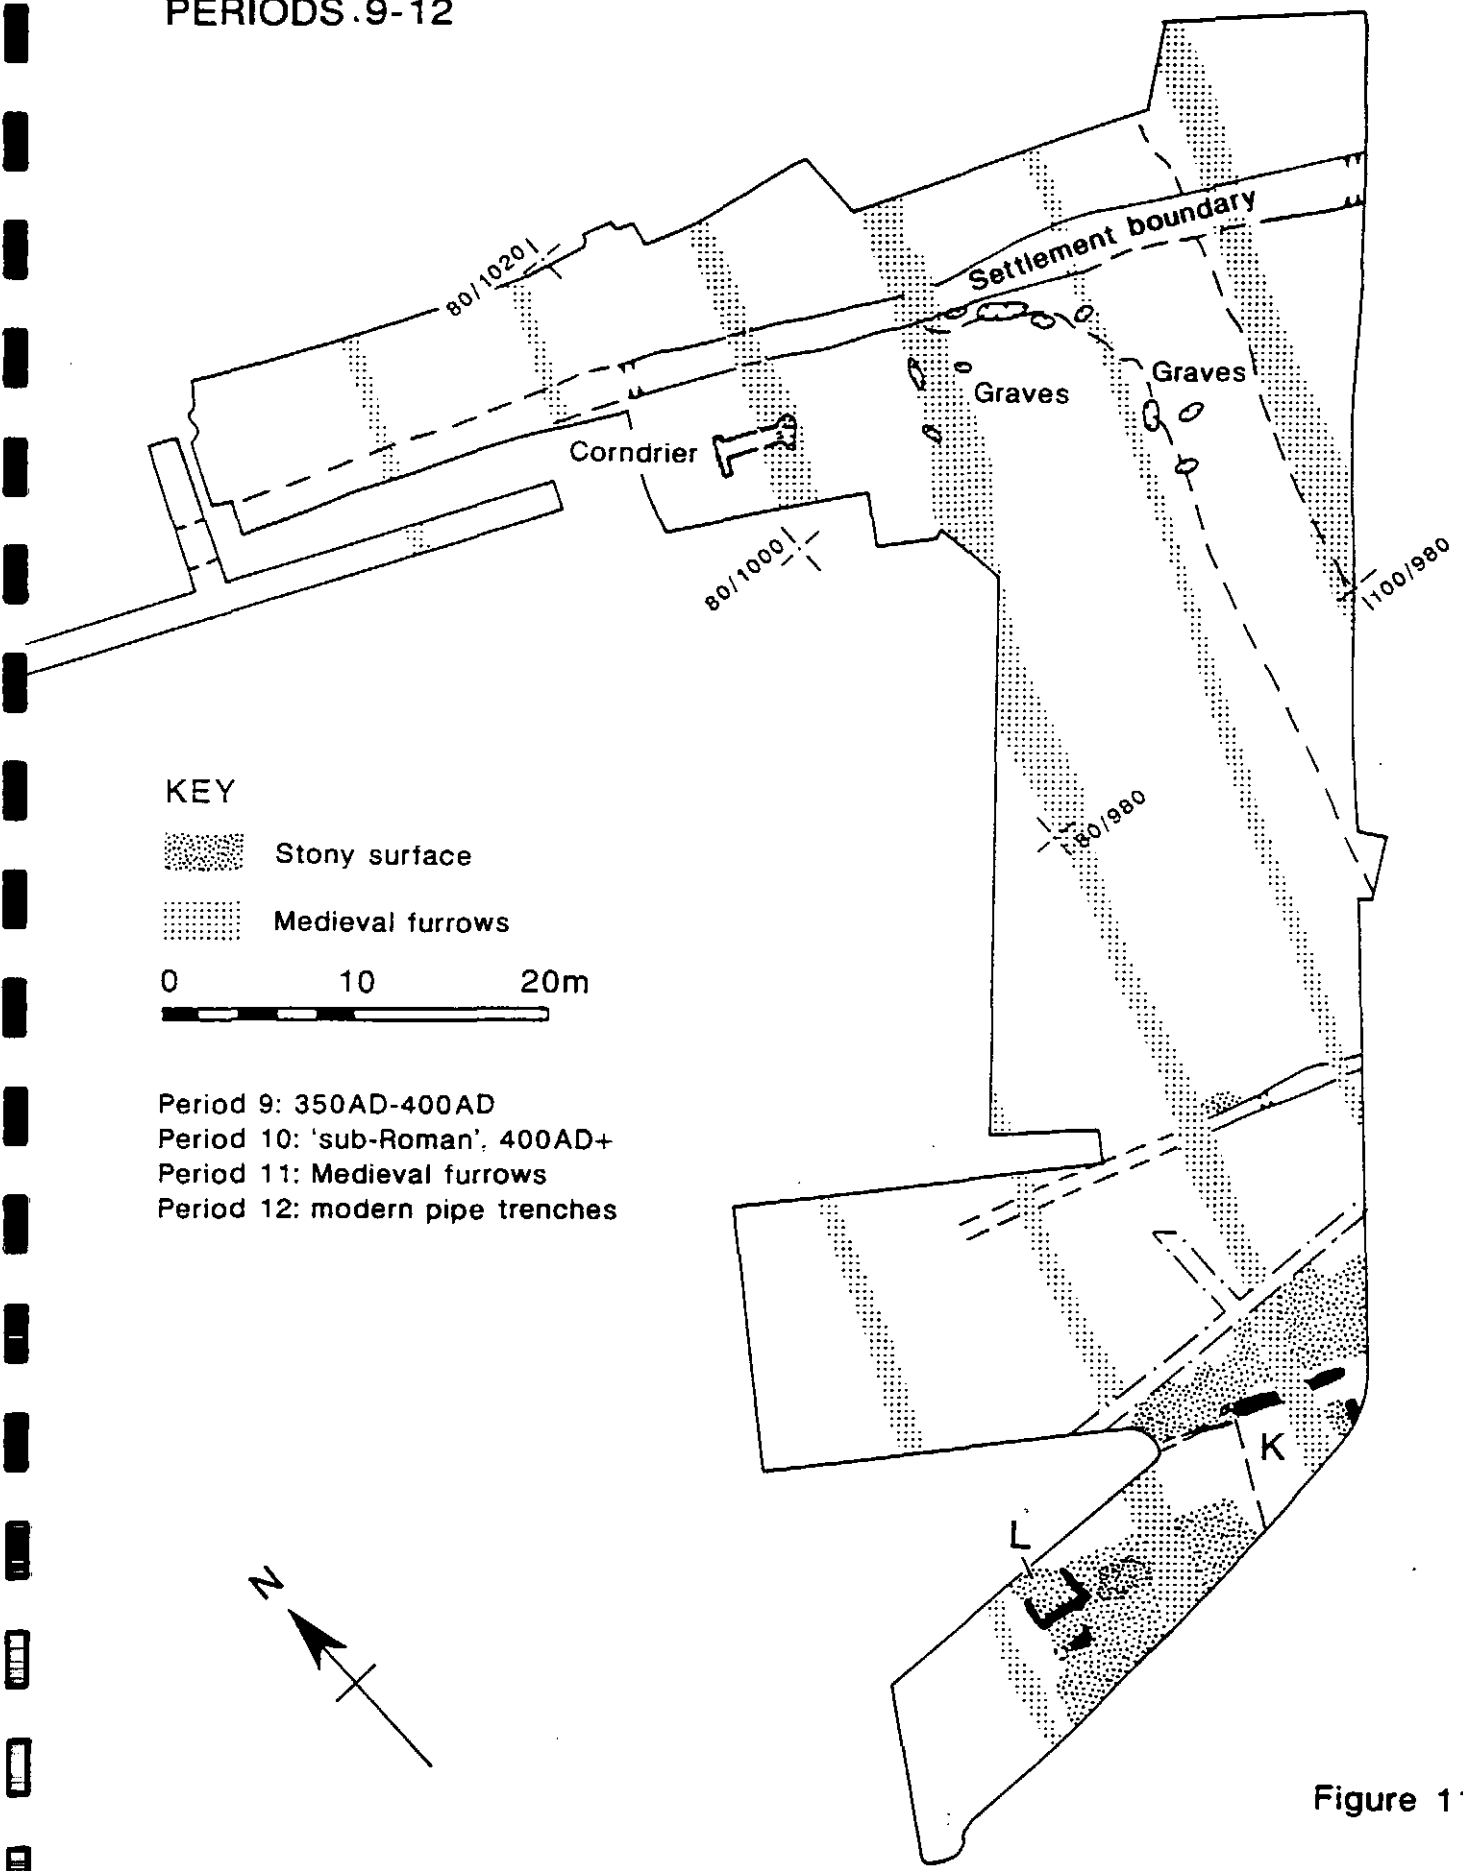 PERIODS.9-12
80/1020
Settlement boundary
Graves
Graves
Corndrier
80/1000
100/980
80/980
KEY
Stony surface
Medieval furrows
0 10 20m
Period 9: 350AD-400AD
Period 10: 'sub-Roman', 400AD+
Period 11: Medieval furrows
Period 12: modern pipe trenches
K
L
N
Figure 11